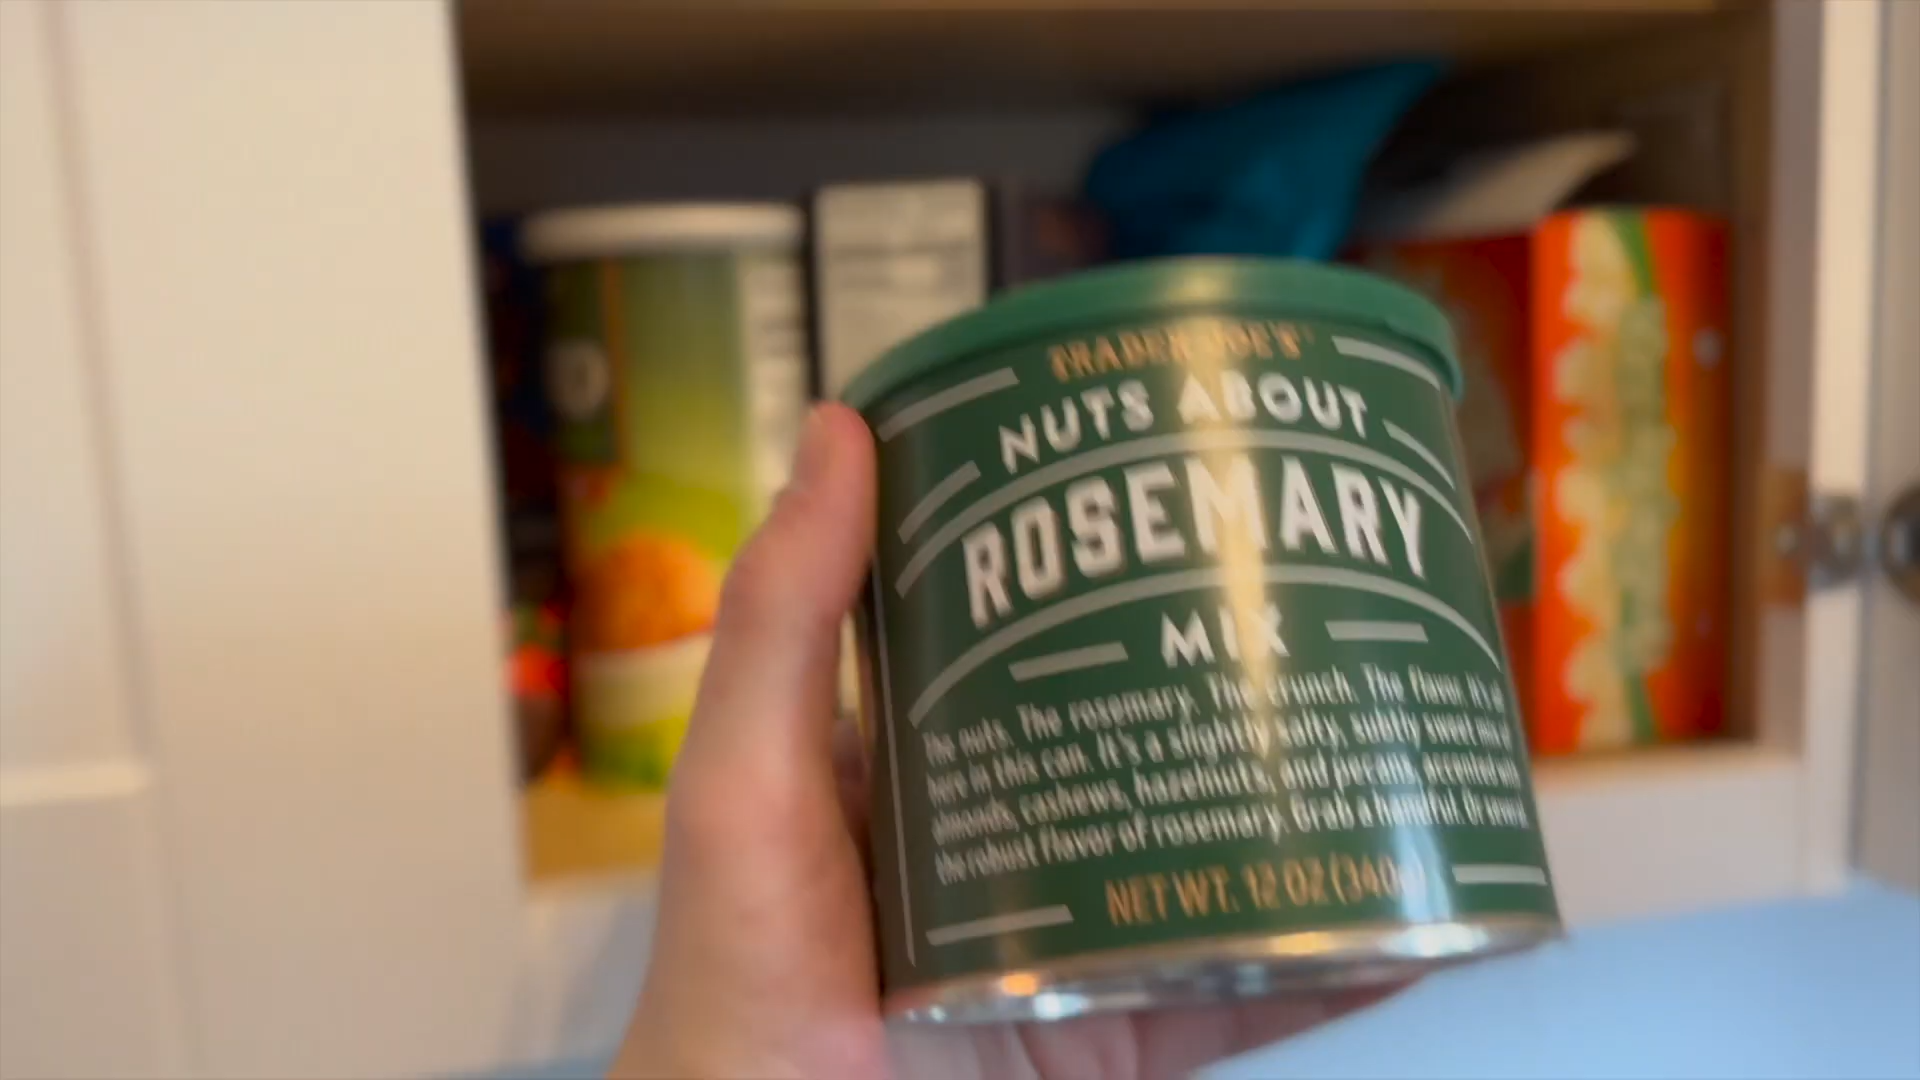 TRADER JOE'S
NUTS ABOUT
ROSEMARY
MIX
The nuts. The rosemary. The crunch. The flavor. It's all
here in this can. It's a slightly salty, subtly sweet mix of
almonds, cashews, hazelnuts, and pecans, accented with
the robust flavor of rosemary. Grab a handful. Or
NET WT. 12 OZ (340g)